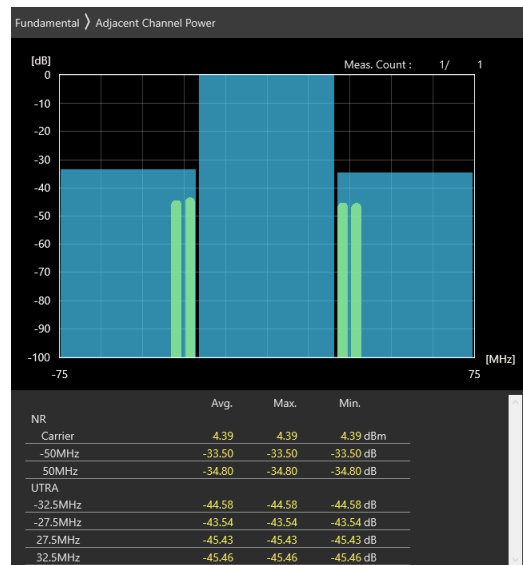 Fundamental ❭ Adjacent Channel Power
[dB] Meas. Count : 1/ 1
0
-10
-20
-30
-40
-50
-60
-70
-80
-90
-100
[MHz]
-75 75
Avg. Max. Min.
NR
Carrier 4.39 4.39 4.39 dBm
-50MHz -33.50 -33.50 -33.50 dB
50MHz -34.80 -34.80 -34.80 dB
UTRA
-32.5MHz -44.58 -44.58 -44.58 dB
-27.5MHz -43.54 -43.54 -43.54 dB
27.5MHz -45.43 -45.43 -45.43 dB
32.5MHz -45.46 -45.46 -45.46 dB